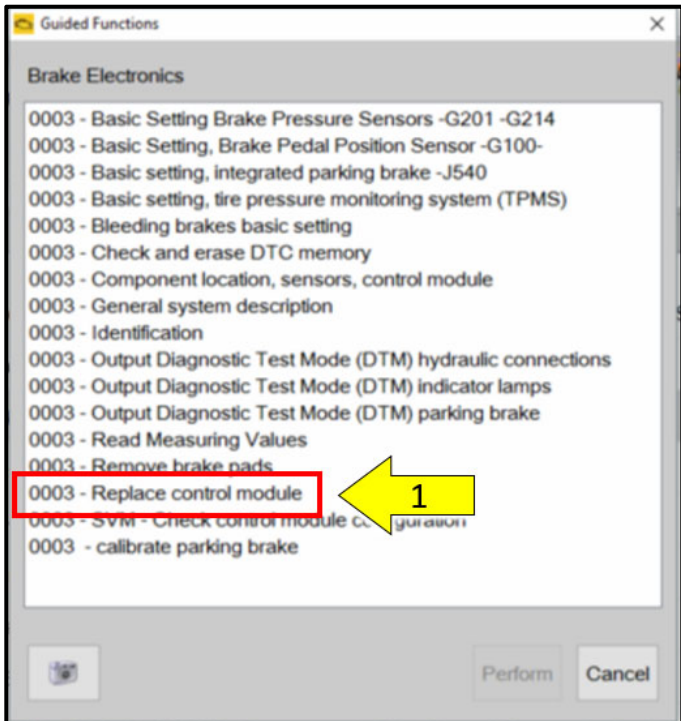 Guided Functions
Brake Electronics
0003 - Basic Setting Brake Pressure Sensors -G201 -G214
0003 - Basic Setting, Brake Pedal Position Sensor -G100-
0003 - Basic setting, integrated parking brake -J540
0003 - Basic setting, tire pressure monitoring system (TPMS)
0003 - Bleeding brakes basic setting
0003 - Check and erase DTC memory
0003 - Component location, sensors, control module
0003 - General system description
0003 - Identification
0003 - Output Diagnostic Test Mode (DTM) hydraulic connections
0003 - Output Diagnostic Test Mode (DTM) indicator lamps
0003 - Output Diagnostic Test Mode (DTM) parking brake
0003 - Read Measuring Values
0003 - Remove brake pads
0003 - Replace control module
1
0003 - SVM - Check control module
0003 - calibrate parking brake
Perform Cancel